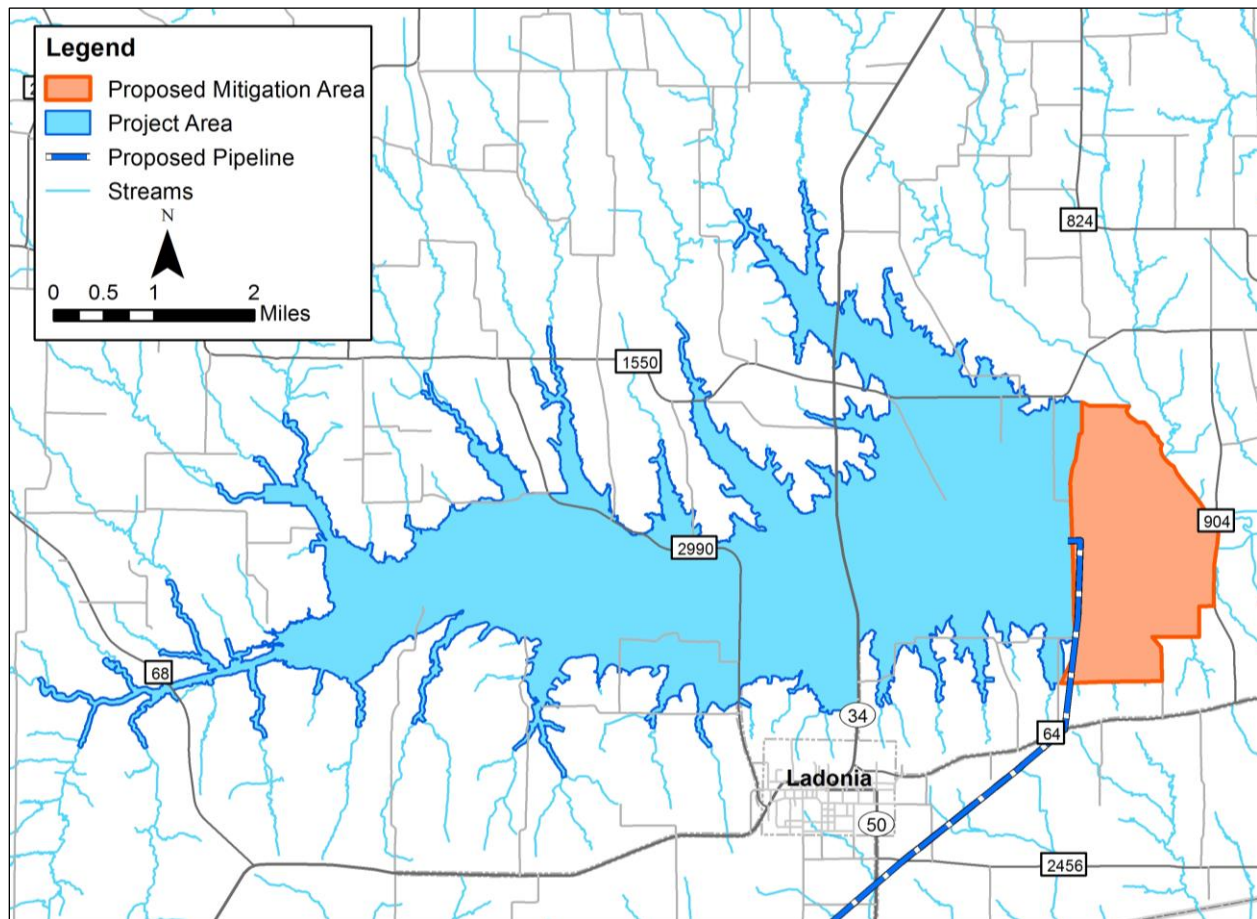 Legend
Proposed Mitigation Area
Project Area
Proposed Pipeline
Streams
N
0 0.5 1 2
Miles
824
1550
904
2990
68
34
64
Ladonia
50
2456